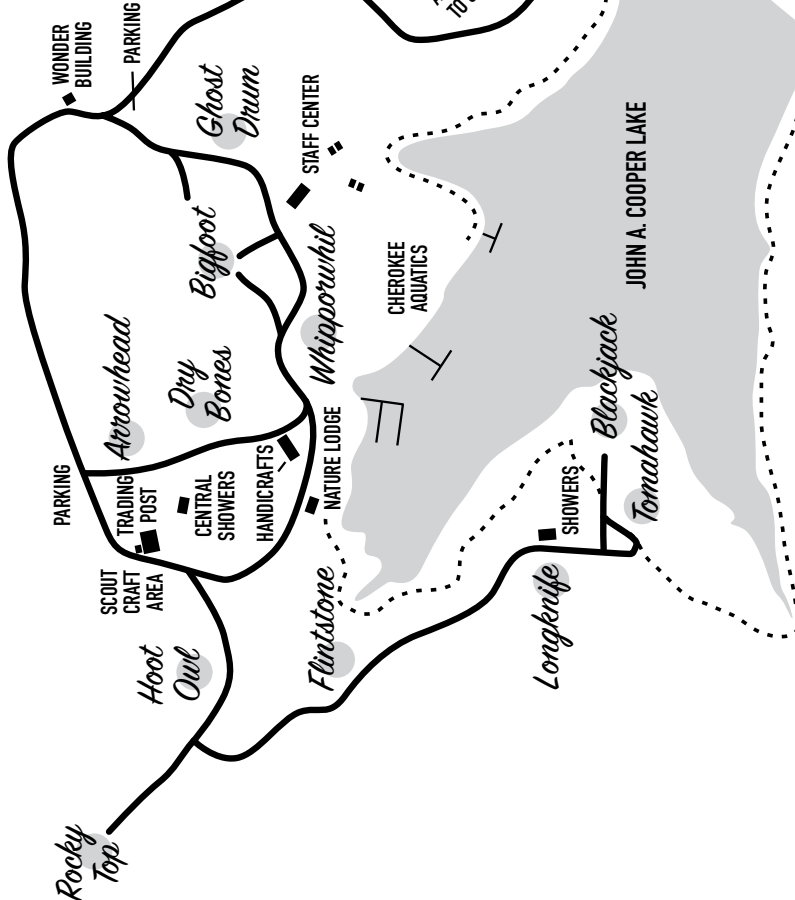 WONDER
BUILDING
PARKING
Ghost
Drum
STAFF CENTER
Bigfoot
Whipporwhil
CHEROKEE
AQUATICS
JOHN A. COOPER LAKE
Arrowhead
Dry
Bones
Blackjack
Tomahawk
PARKING
TRADING
POST
CENTRAL
SHOWERS
HANDICRAFTS
NATURE LODGE
SHOWERS
SCOUT
CRAFT
AREA
Hoot
Owl
Flintstone
Longknife
Rocky
Top